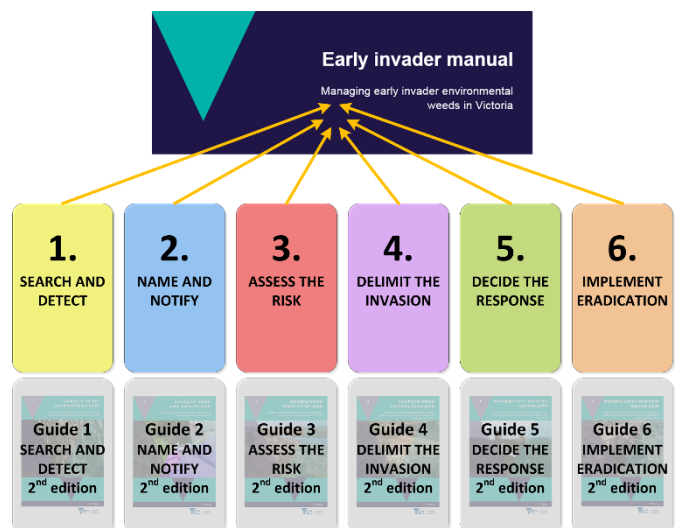 Early invader manual
Managing early invader environmental
weeds in Victoria
1.
SEARCH AND
DETECT
2.
NAME AND
NOTIFY
3.
ASSESS THE
RISK
4.
DELIMIT THE
INVASION
5.
DECIDE THE
RESPONSE
6.
IMPLEMENT
ERADICATION
Guide 1
SEARCH AND
DETECT
2nd edition
Guide 2
NAME AND
NOTIFY
2nd edition
Guide 3
ASSESS THE
RISK
2nd edition
Guide 4
DELIMIT THE
INVASION
2nd edition
Guide 5
DECIDE THE
RESPONSE
2nd edition
Guide 6
IMPLEMENT
ERADICATION
2nd edition